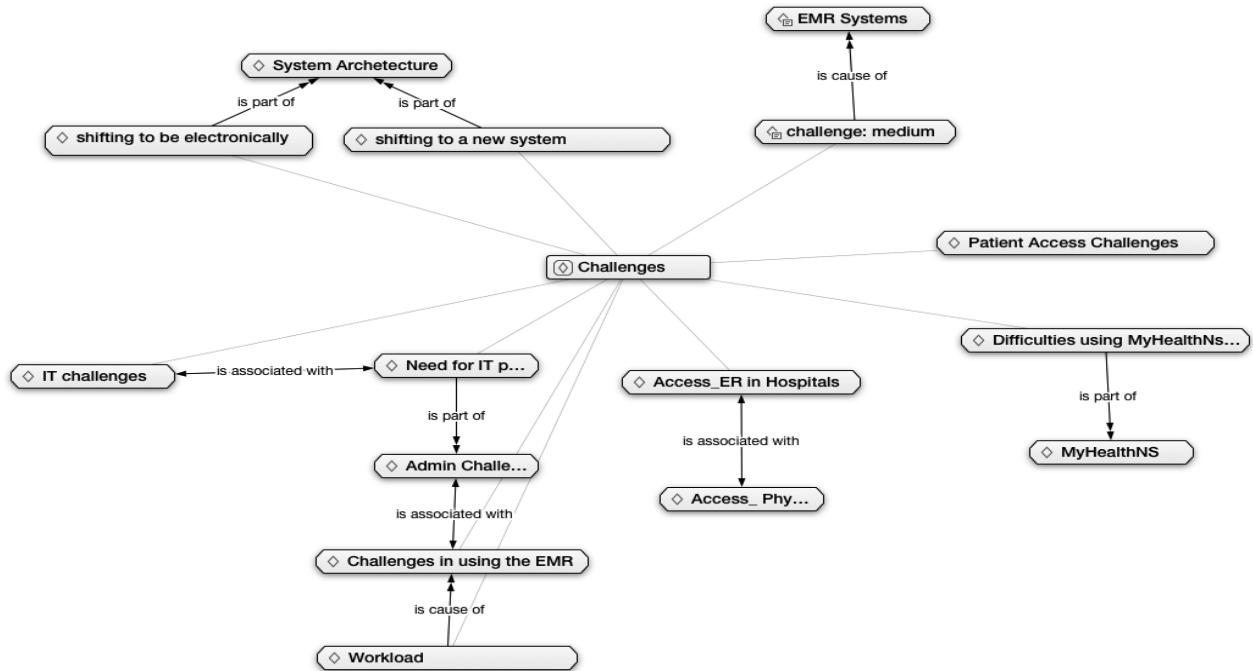 EMR Systems
System Archetecture
is cause of
is part of
is part of
challenge: medium
shifting to be electronically
shifting to a new system
Patient Access Challenges
Challenges
Difficulties using MyHealthNs...
Need for IT p...
IT challenges
is associated with
Access_ER in Hospitals
is part of
is part of
is associated with
MyHealthNS
Admin Challe...
Access_ Phy...
is associated with
Challenges in using the EMR
is cause of
Workload